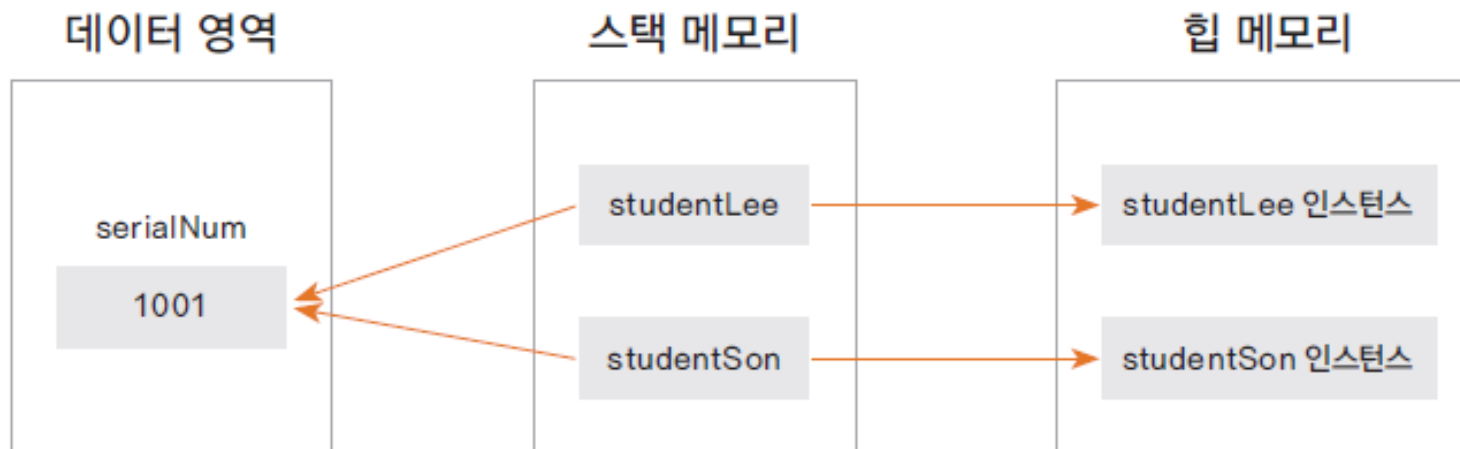 데이터 영역
스택 메모리
힙 메모리
serialNum
1001
studentLee
studentSon
studentLee 인스턴스
studentSon 인스턴스